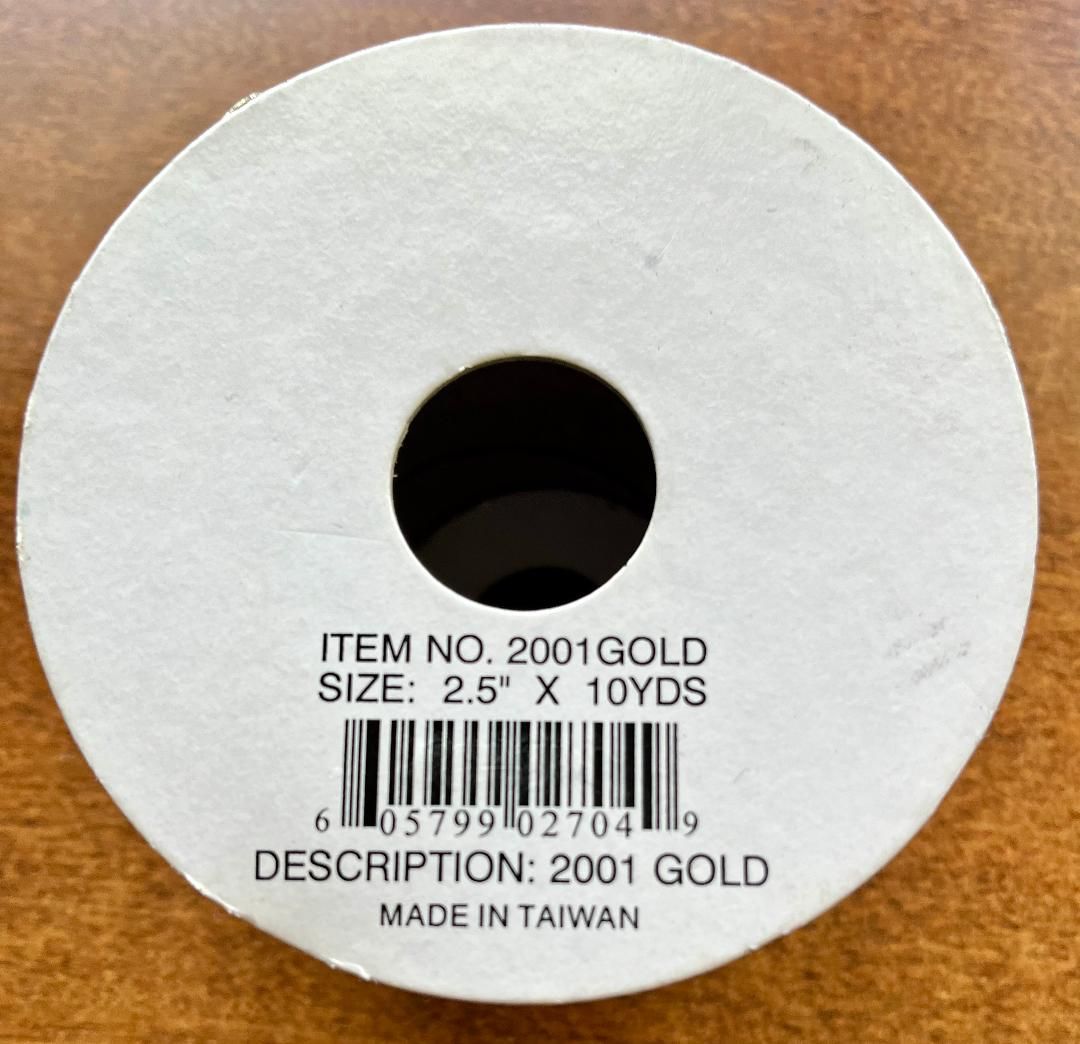 ITEM NO. 2001GOLD
SIZE: 2.5" X 10YDS
6 05799 02704 9
DESCRIPTION: 2001 GOLD
MADE IN TAIWAN